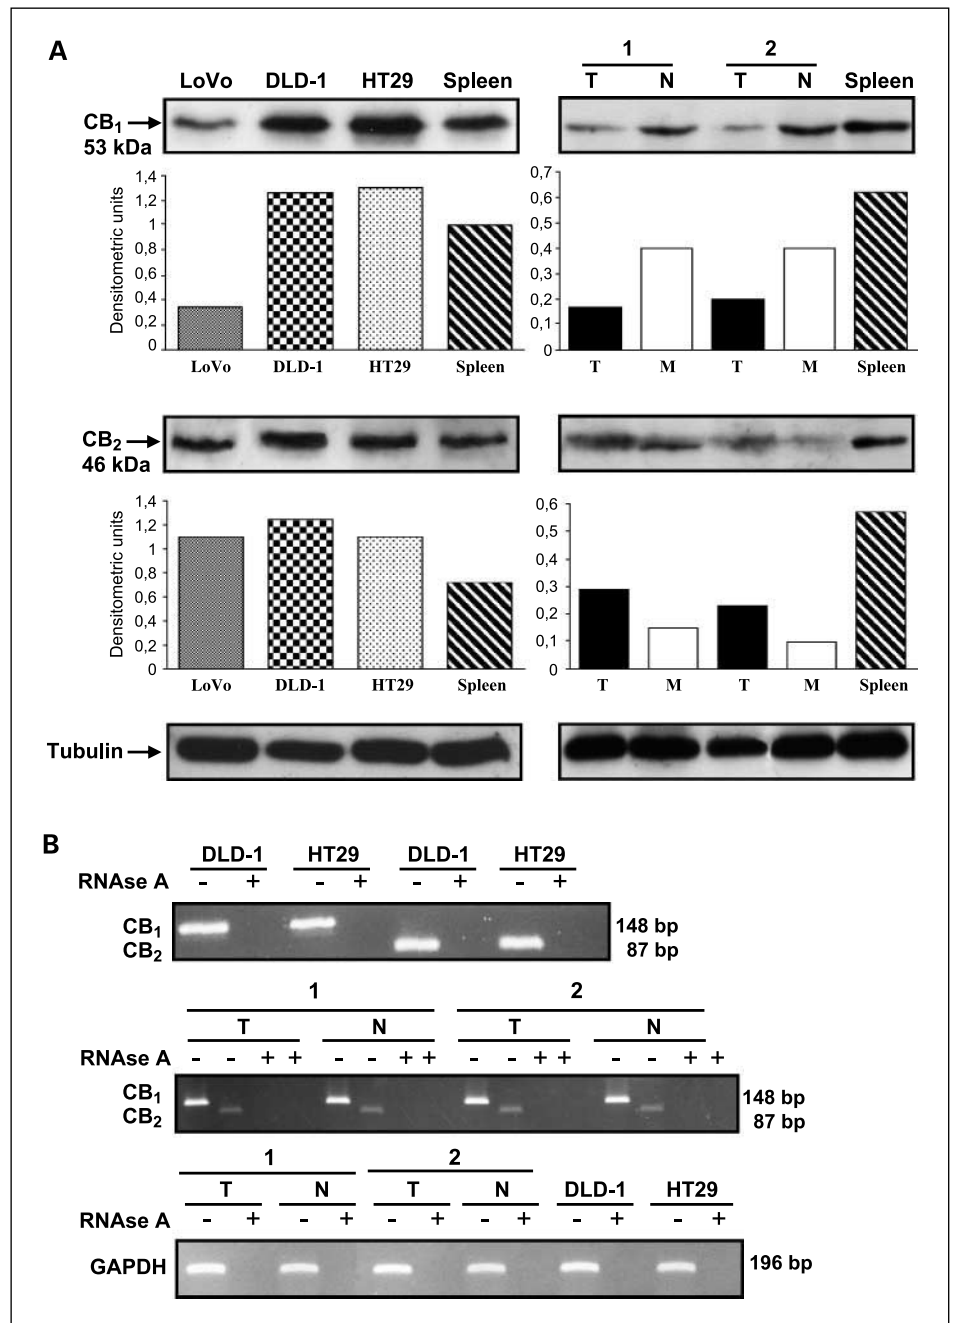 A
LoVo DLD-1 HT29 Spleen
1 2
T N T N Spleen
CB1
53 kDa
Densitometric units
1,4
1,2
1
0,8
0,6
0,4
0,2
0
LoVo DLD-1 HT29 Spleen
0,7
0,6
0,5
0,4
0,3
0,2
0,1
0
T M T M Spleen
CB2
46 kDa
Densitometric units
1,4
1,2
1
0,8
0,6
0,4
0,2
0
LoVo DLD-1 HT29 Spleen
0,6
0,5
0,4
0,3
0,2
0,1
0
T M T M Spleen
Tubulin
B
DLD-1 HT29 DLD-1 HT29
RNAse A - + - + - + - +
CB1 148 bp
CB2 87 bp
1 2
T N T N
RNAse A - - + + - - + + - - + + - - + +
CB1 148 bp
CB2 87 bp
1 2
T N T N DLD-1 HT29
RNAse A - + - + - + - + - + - +
GAPDH 196 bp